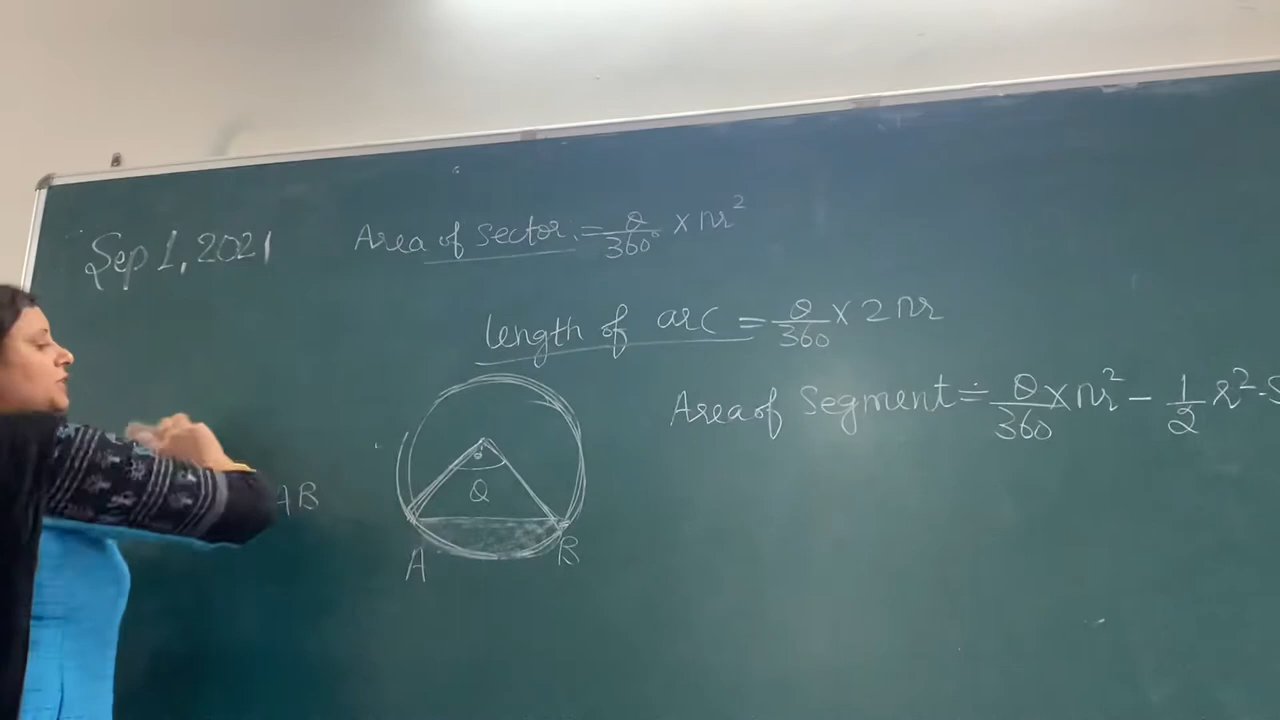 Sep 1, 2021
Area of sector. = θ/360° × πr²
length of arc = θ/360 × 2πr
Area of Segment = θ/360 × πr² - 1/2 r² - S
AB
θ
A
B